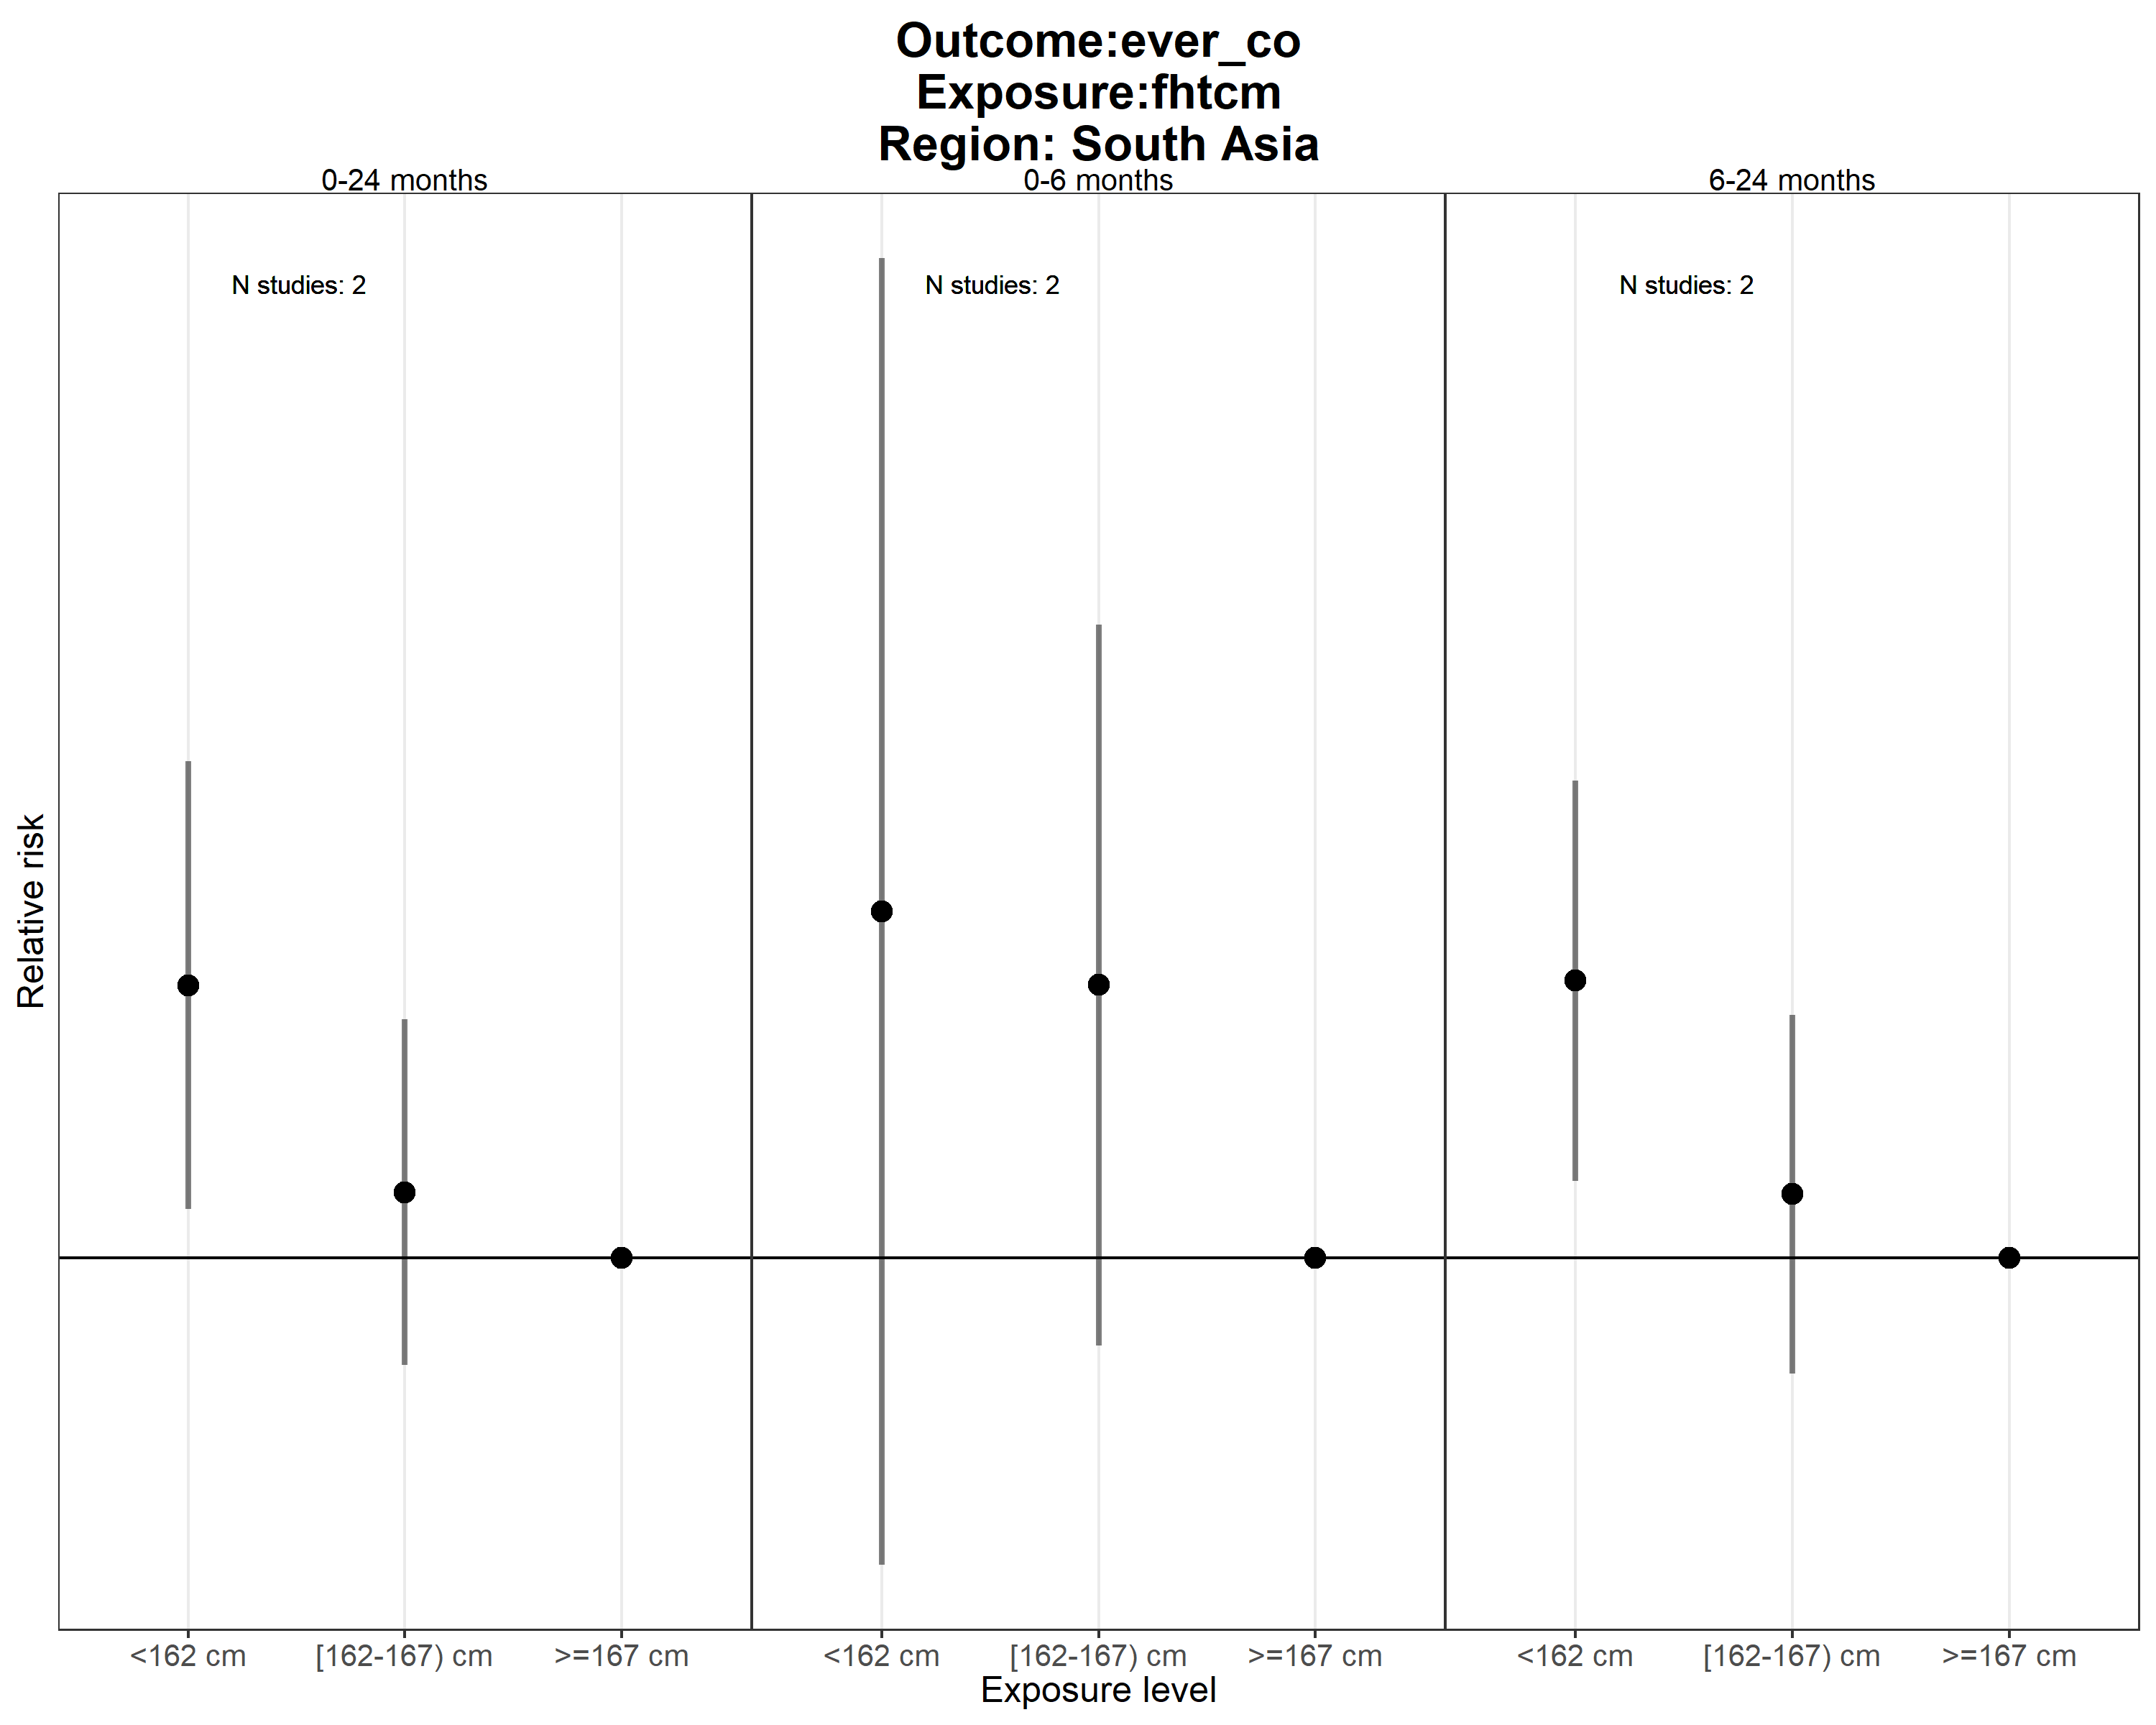 Outcome:ever_co
Exposure:fhtcm
Region: South Asia
0-24 months
0-6 months
6-24 months
N studies: 2
N studies: 2
N studies: 2
Relative risk
<162 cm
[162-167) cm
>=167 cm
<162 cm
[162-167) cm
>=167 cm
<162 cm
[162-167) cm
>=167 cm
Exposure level